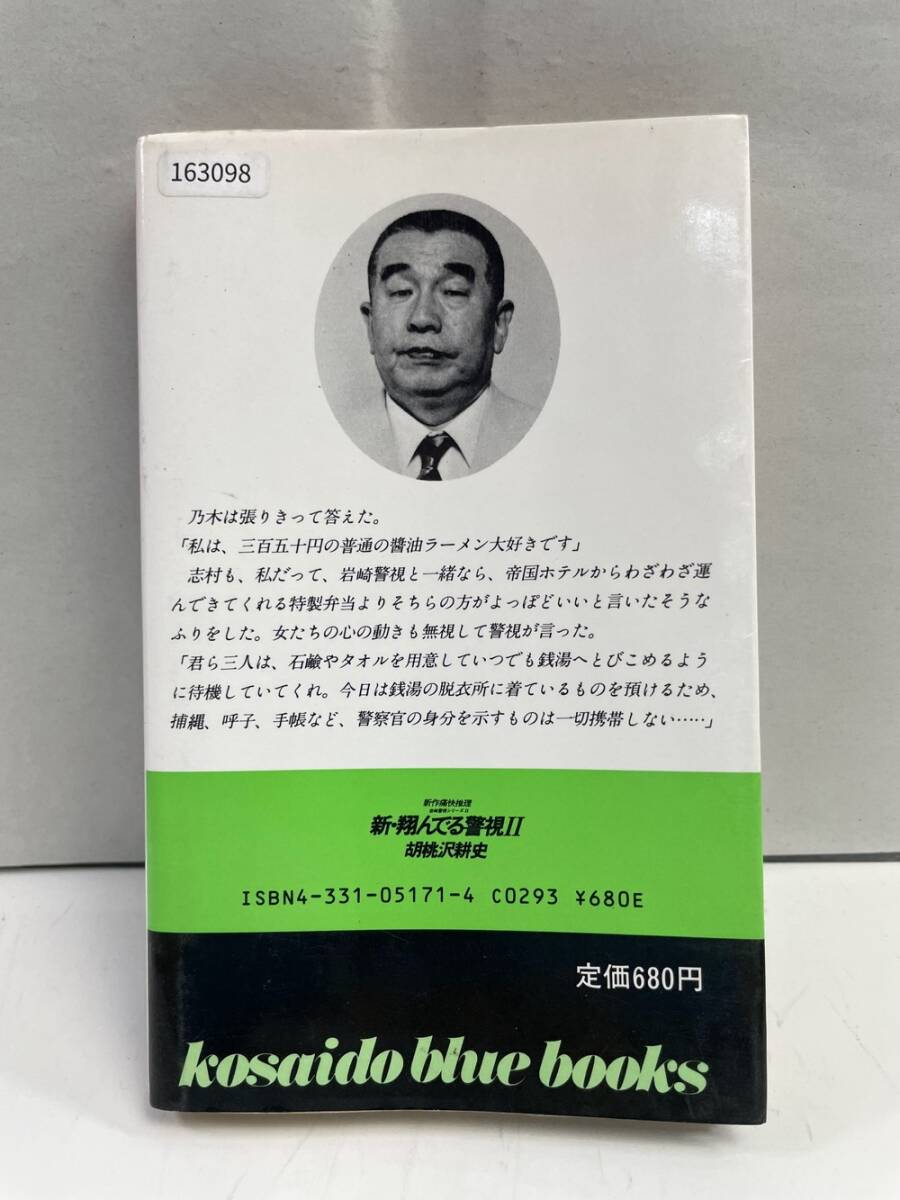 163098
乃木は張りきって答えた。
「私は、三百五十円の普通の醤油ラーメン大好きです」
志村も、私だって、岩崎警視と一緒なら、帝国ホテルからわざわざ運
んできてくれる特製弁当よりそちらの方がよっぽどいいと言いたそうな
ふりをした。女たちの心の動きも無視して警視が言った。
「君ら三人は、石鹼やタオルを用意していつでも銭湯へとびこめるよう
に待機していてくれ。今日は銭湯の脱衣所に着ているものを預けるため、
捕縄、呼子、手帳など、警察官の身分を示すものは一切携帯しない……」
新作痛快推理
岩崎警視シリーズ
新・翔んでる警視II
胡桃沢耕史
ISBN4-331-05171-4 C0293 ¥680E
定価680円
kosaido blue books